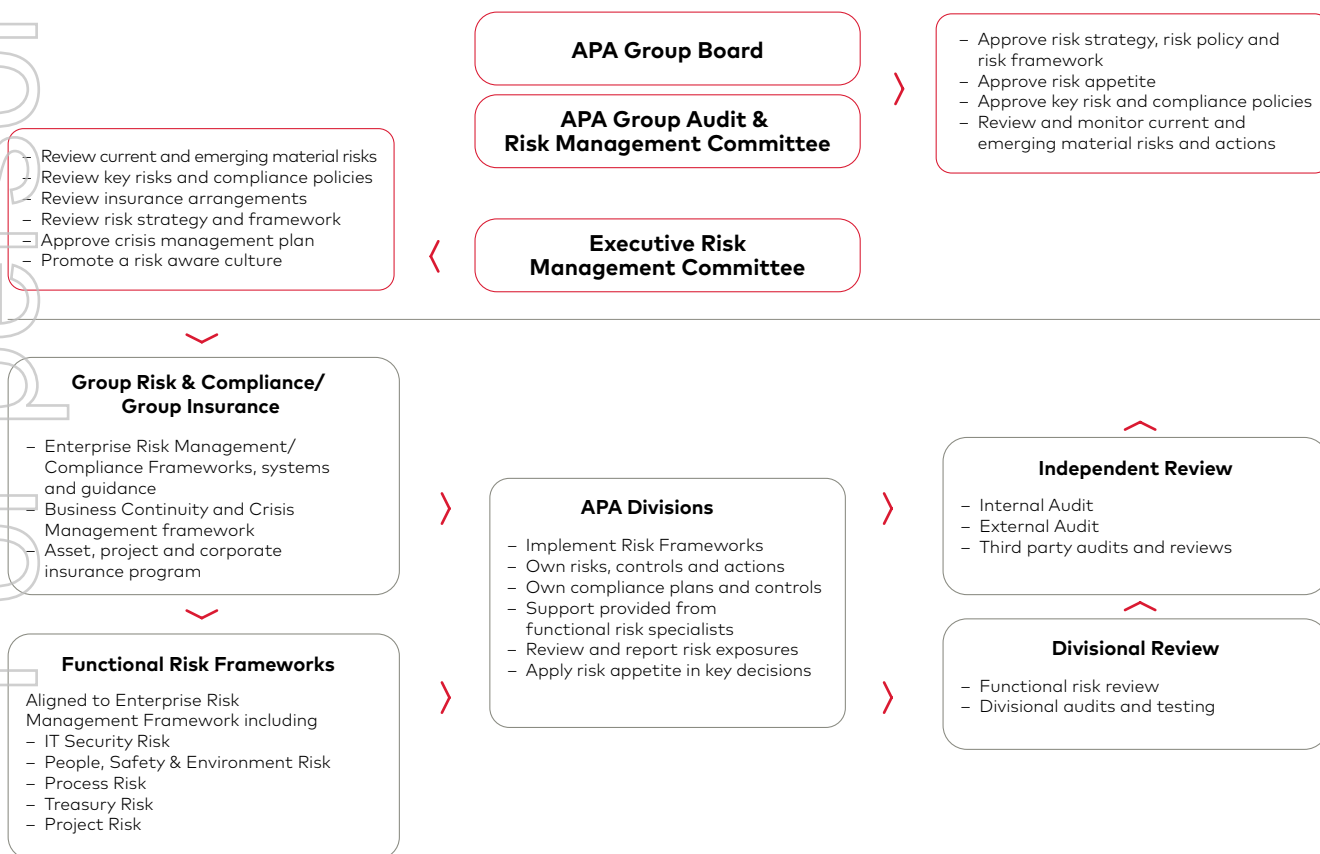 APA Group Board
APA Group Audit &
Risk Management Committee
– Approve risk strategy, risk policy and
risk framework
– Approve risk appetite
– Approve key risk and compliance policies
– Review and monitor current and
emerging material risks and actions
– Review current and emerging material risks
– Review key risks and compliance policies
– Review insurance arrangements
– Review risk strategy and framework
– Approve crisis management plan
– Promote a risk aware culture
Executive Risk
Management Committee
Group Risk & Compliance/
Group Insurance
– Enterprise Risk Management/
Compliance Frameworks, systems
and guidance
– Business Continuity and Crisis
Management framework
– Asset, project and corporate
insurance program
Functional Risk Frameworks
Aligned to Enterprise Risk
Management Framework including
– IT Security Risk
– People, Safety & Environment Risk
– Process Risk
– Treasury Risk
– Project Risk
APA Divisions
– Implement Risk Frameworks
– Own risks, controls and actions
– Own compliance plans and controls
– Support provided from
functional risk specialists
– Review and report risk exposures
– Apply risk appetite in key decisions
Independent Review
– Internal Audit
– External Audit
– Third party audits and reviews
Divisional Review
– Functional risk review
– Divisional audits and testing